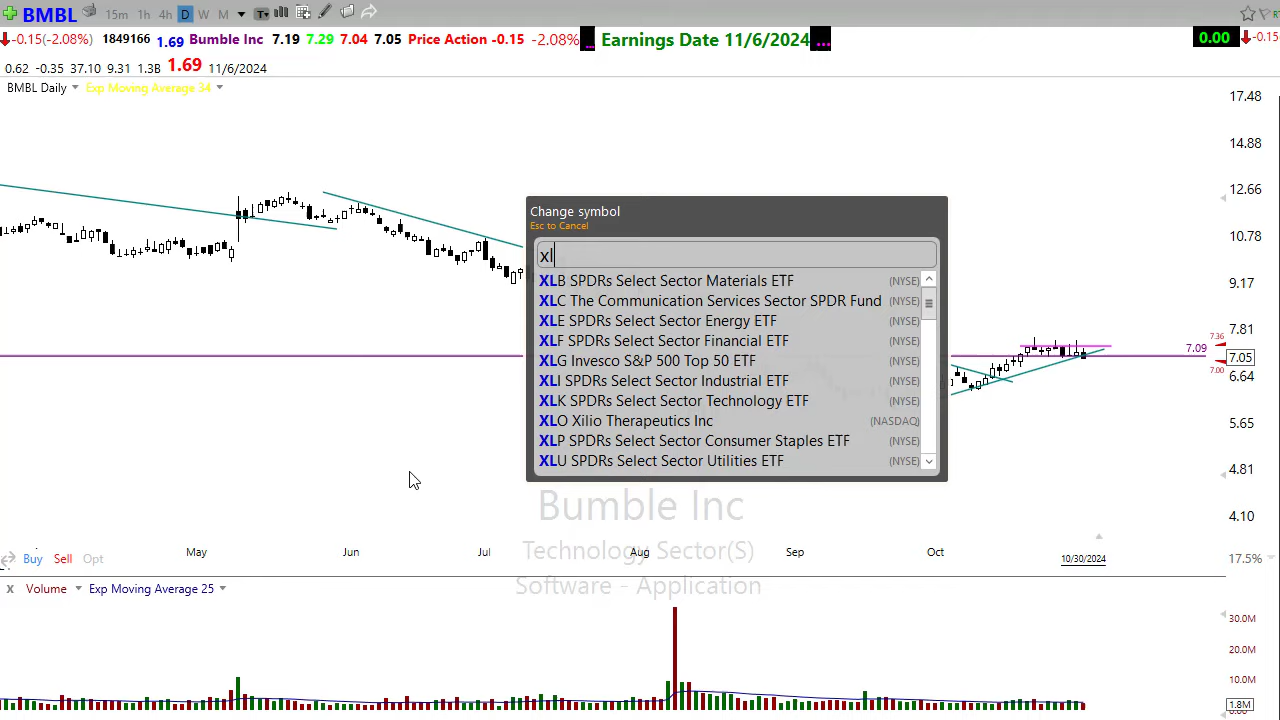 BMBL 15m 1h 4h D W M
-0.15(-2.08%) 1849166 1.69 Bumble Inc 7.19 7.29 7.04 7.05 Price Action -0.15 -2.08% ... Earnings Date 11/6/2024 ... 0.00 -0.15
0.62 -0.35 37.10 9.31 1.3B 1.69 11/6/2024
BMBL Daily Exp Moving Average 34
17.48
14.88
12.66
10.78
9.17
7.81
7.36
7.09
7.05
7.00
6.64
5.65
4.81
4.10
Change symbol
Esc to Cancel
xl
XLB SPDRs Select Sector Materials ETF (NYSE)
XLC The Communication Services Sector SPDR Fund (NYSE)
XLE SPDRs Select Sector Energy ETF (NYSE)
XLF SPDRs Select Sector Financial ETF (NYSE)
XLG Invesco S&P 500 Top 50 ETF (NYSE)
XLI SPDRs Select Sector Industrial ETF (NYSE)
XLK SPDRs Select Sector Technology ETF (NYSE)
XLO Xilio Therapeutics Inc (NASDAQ)
XLP SPDRs Select Sector Consumer Staples ETF (NYSE)
XLU SPDRs Select Sector Utilities ETF (NYSE)
Bumble Inc
Technology Sector(S)
Software - Application
Buy Sell Opt
May Jun Jul Aug Sep Oct 10/30/2024 17.5%
X Volume Exp Moving Average 25
30.0M
20.0M
10.0M
1.8M